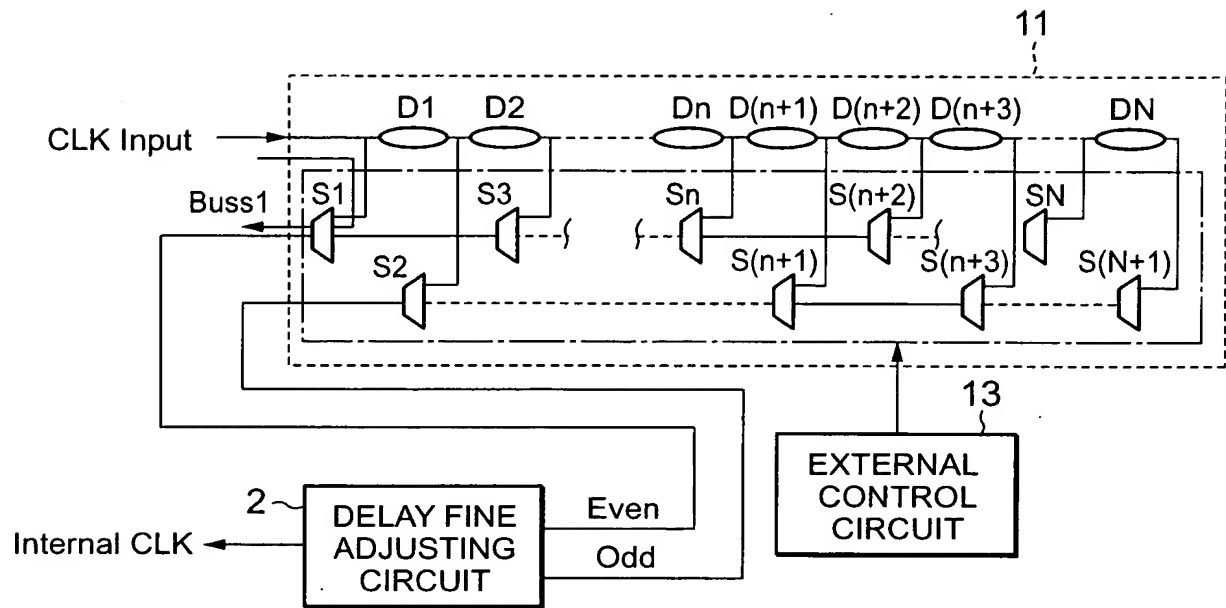 11
D1 D2 Dn D(n+1) D(n+2) D(n+3) DN
CLK Input
Buss1
S1 S3 Sn S(n+2) SN
S2 S(n+1) S(n+3) S(N+1)
13
EXTERNAL
CONTROL
CIRCUIT
2
DELAY FINE
ADJUSTING
CIRCUIT
Even
Odd
Internal CLK